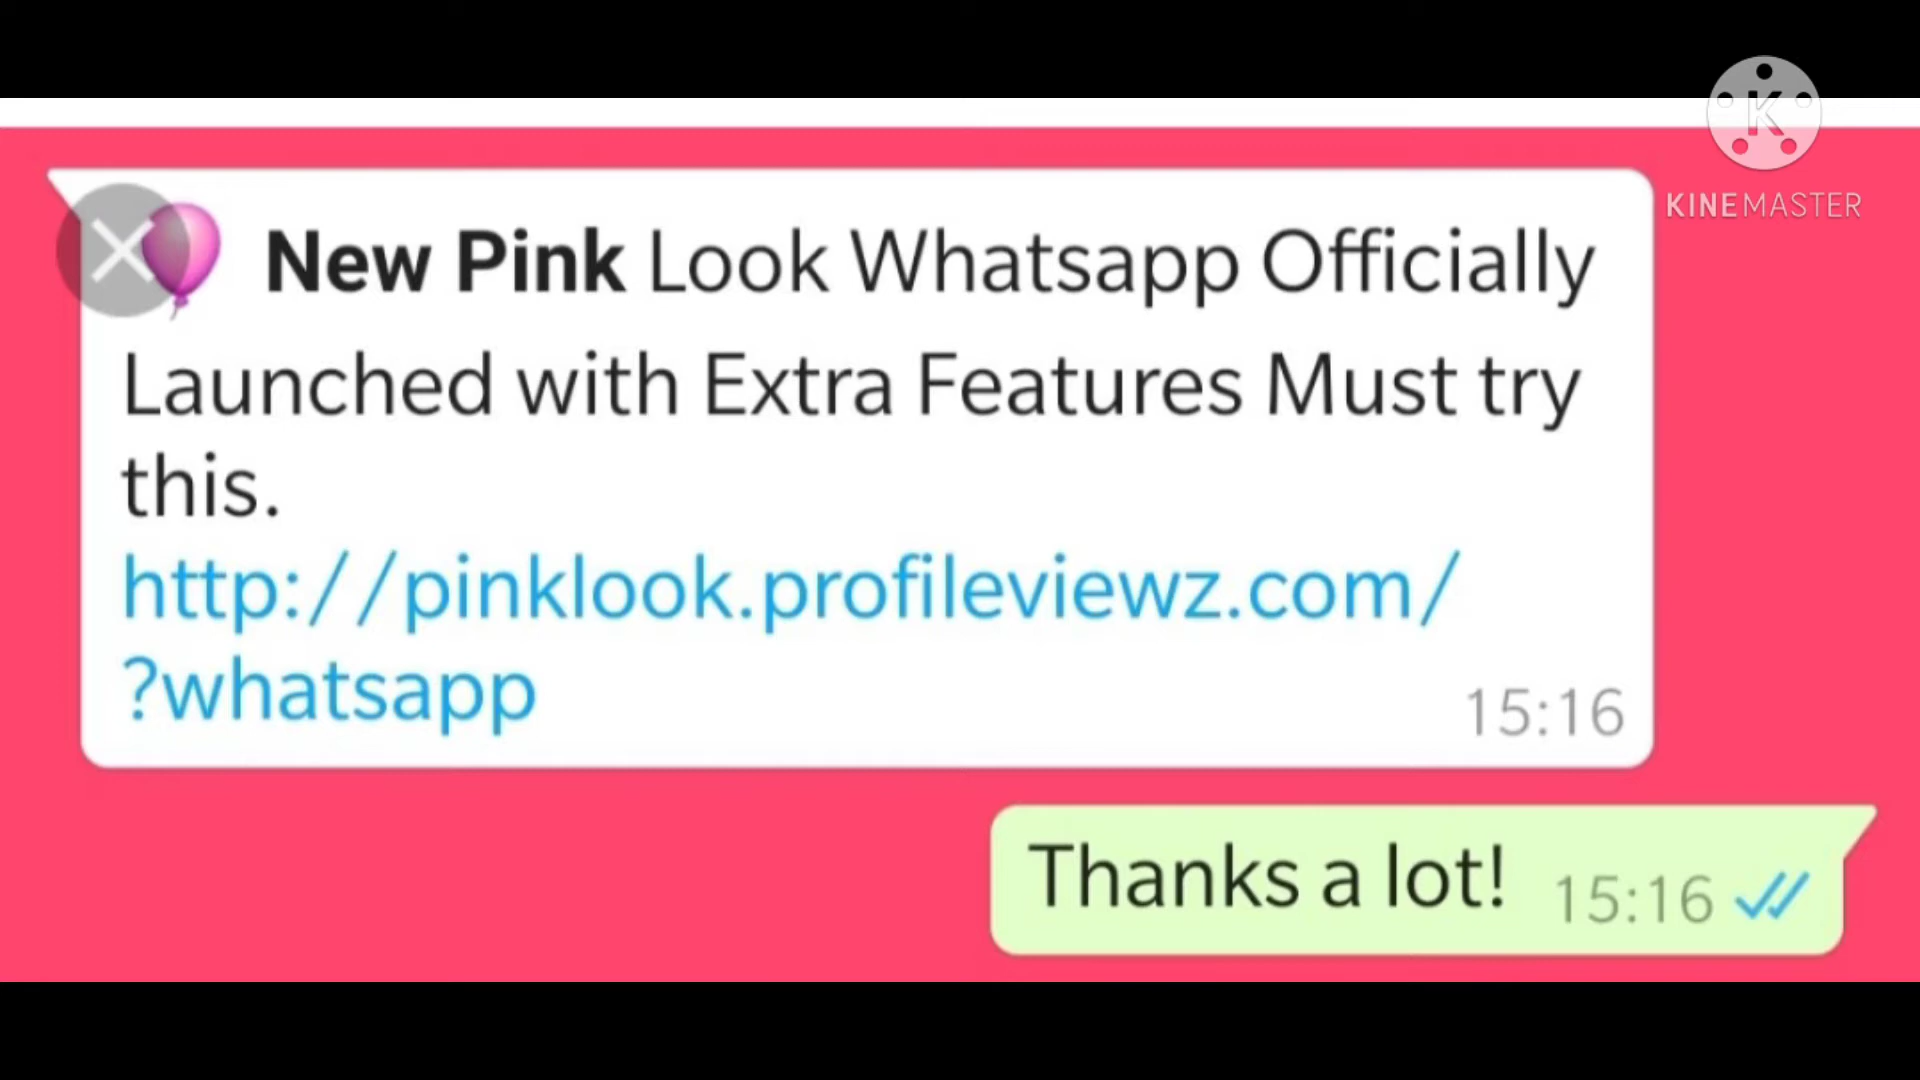 K
KINEMASTER
New Pink Look Whatsapp Officially
Launched with Extra Features Must try
this.
http://pinklook.profileviewz.com/
?whatsapp
15:16
Thanks a lot!
15:16